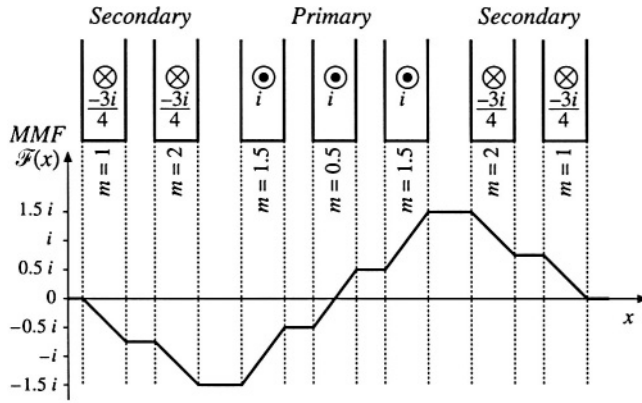 Secondary Primary Secondary
-3i/4 -3i/4 i i i -3i/4 -3i/4
MMF
ℱ(x)
m = 1 m = 2 m = 1.5 m = 0.5 m = 1.5 m = 2 m = 1
1.5 i
i
0.5 i
0
x
-0.5 i
-i
-1.5 i